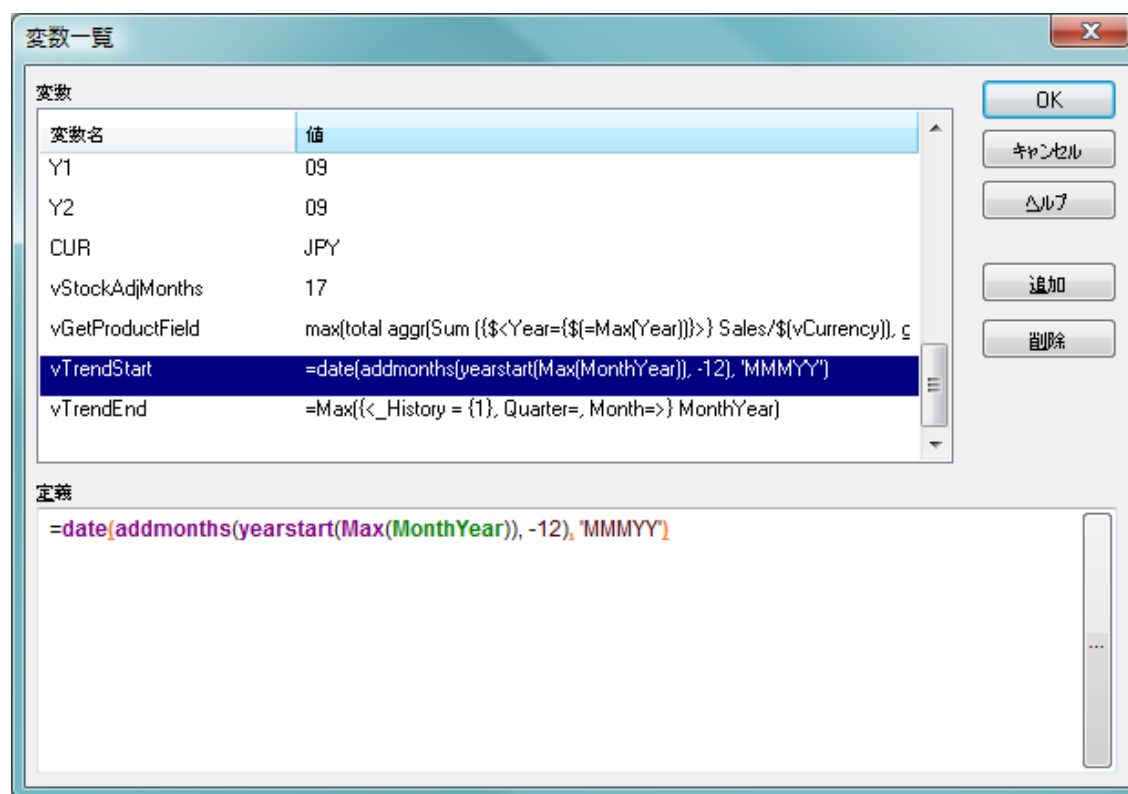 変数一覧
変数
OK
変数名 値
キャンセル
Y1 09
Y2 09
ヘルプ
CUR JPY
vStockAdjMonths 17
追加
vGetProductField max(total aggr(Sum ({$<Year={$(=Max(Year))}>} Sales/$(vCurrency)),
削除
vTrendStart =date(addmonths(yearstart(Max(MonthYear)), -12), 'MMMYY')
vTrendEnd =Max({<_History = {1}, Quarter=, Month=>} MonthYear)
定義
=date(addmonths(yearstart(Max(MonthYear)), -12), 'MMMYY')
...